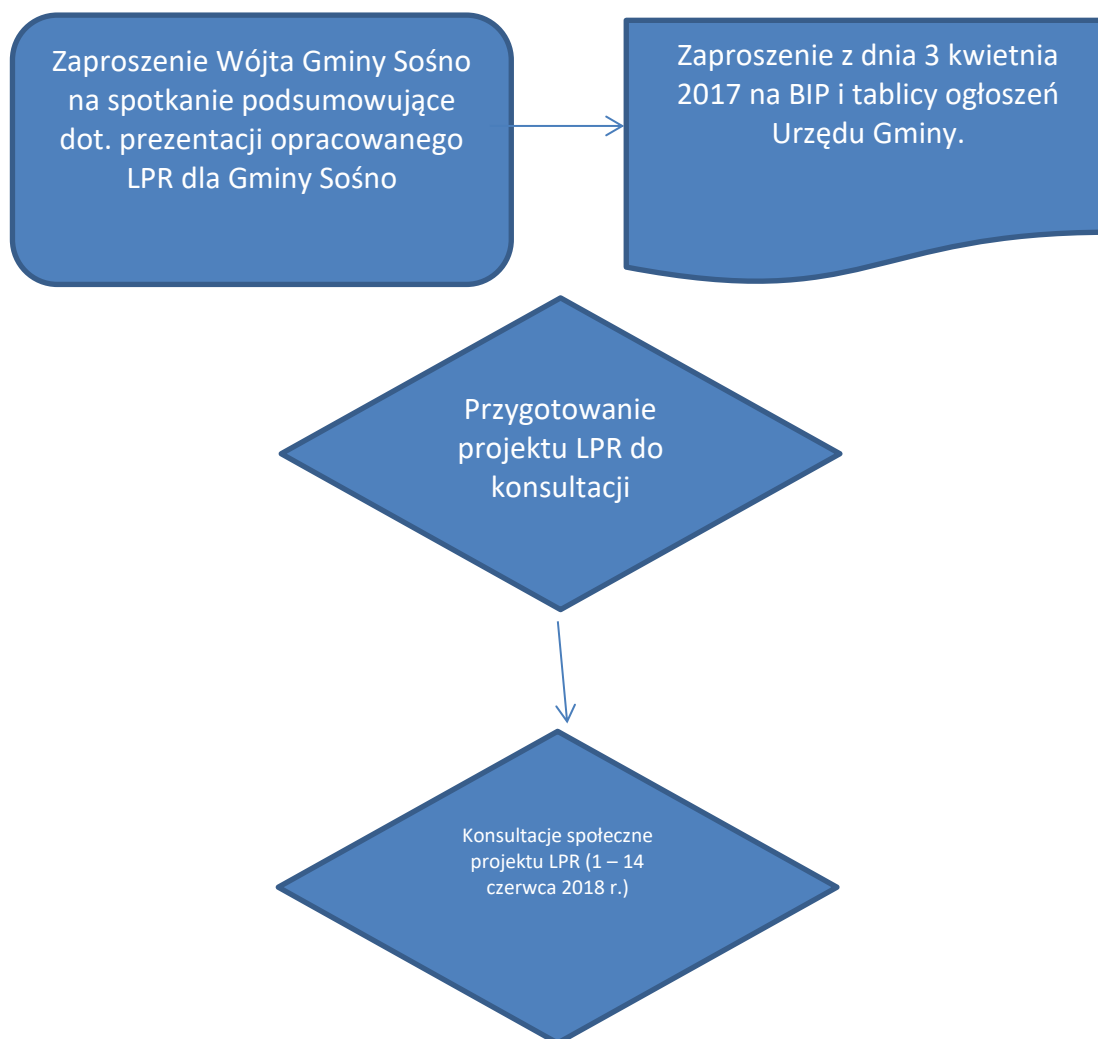 Zaproszenie Wójta Gminy Sośno
na spotkanie podsumowujące
dot. prezentacji opracowanego
LPR dla Gminy Sośno
Zaproszenie z dnia 3 kwietnia
2017 na BIP i tablicy ogłoszeń
Urzędu Gminy.
Przygotowanie
projektu LPR do
konsultacji
Konsultacje społeczne
projektu LPR (1 – 14
czerwca 2018 r.)